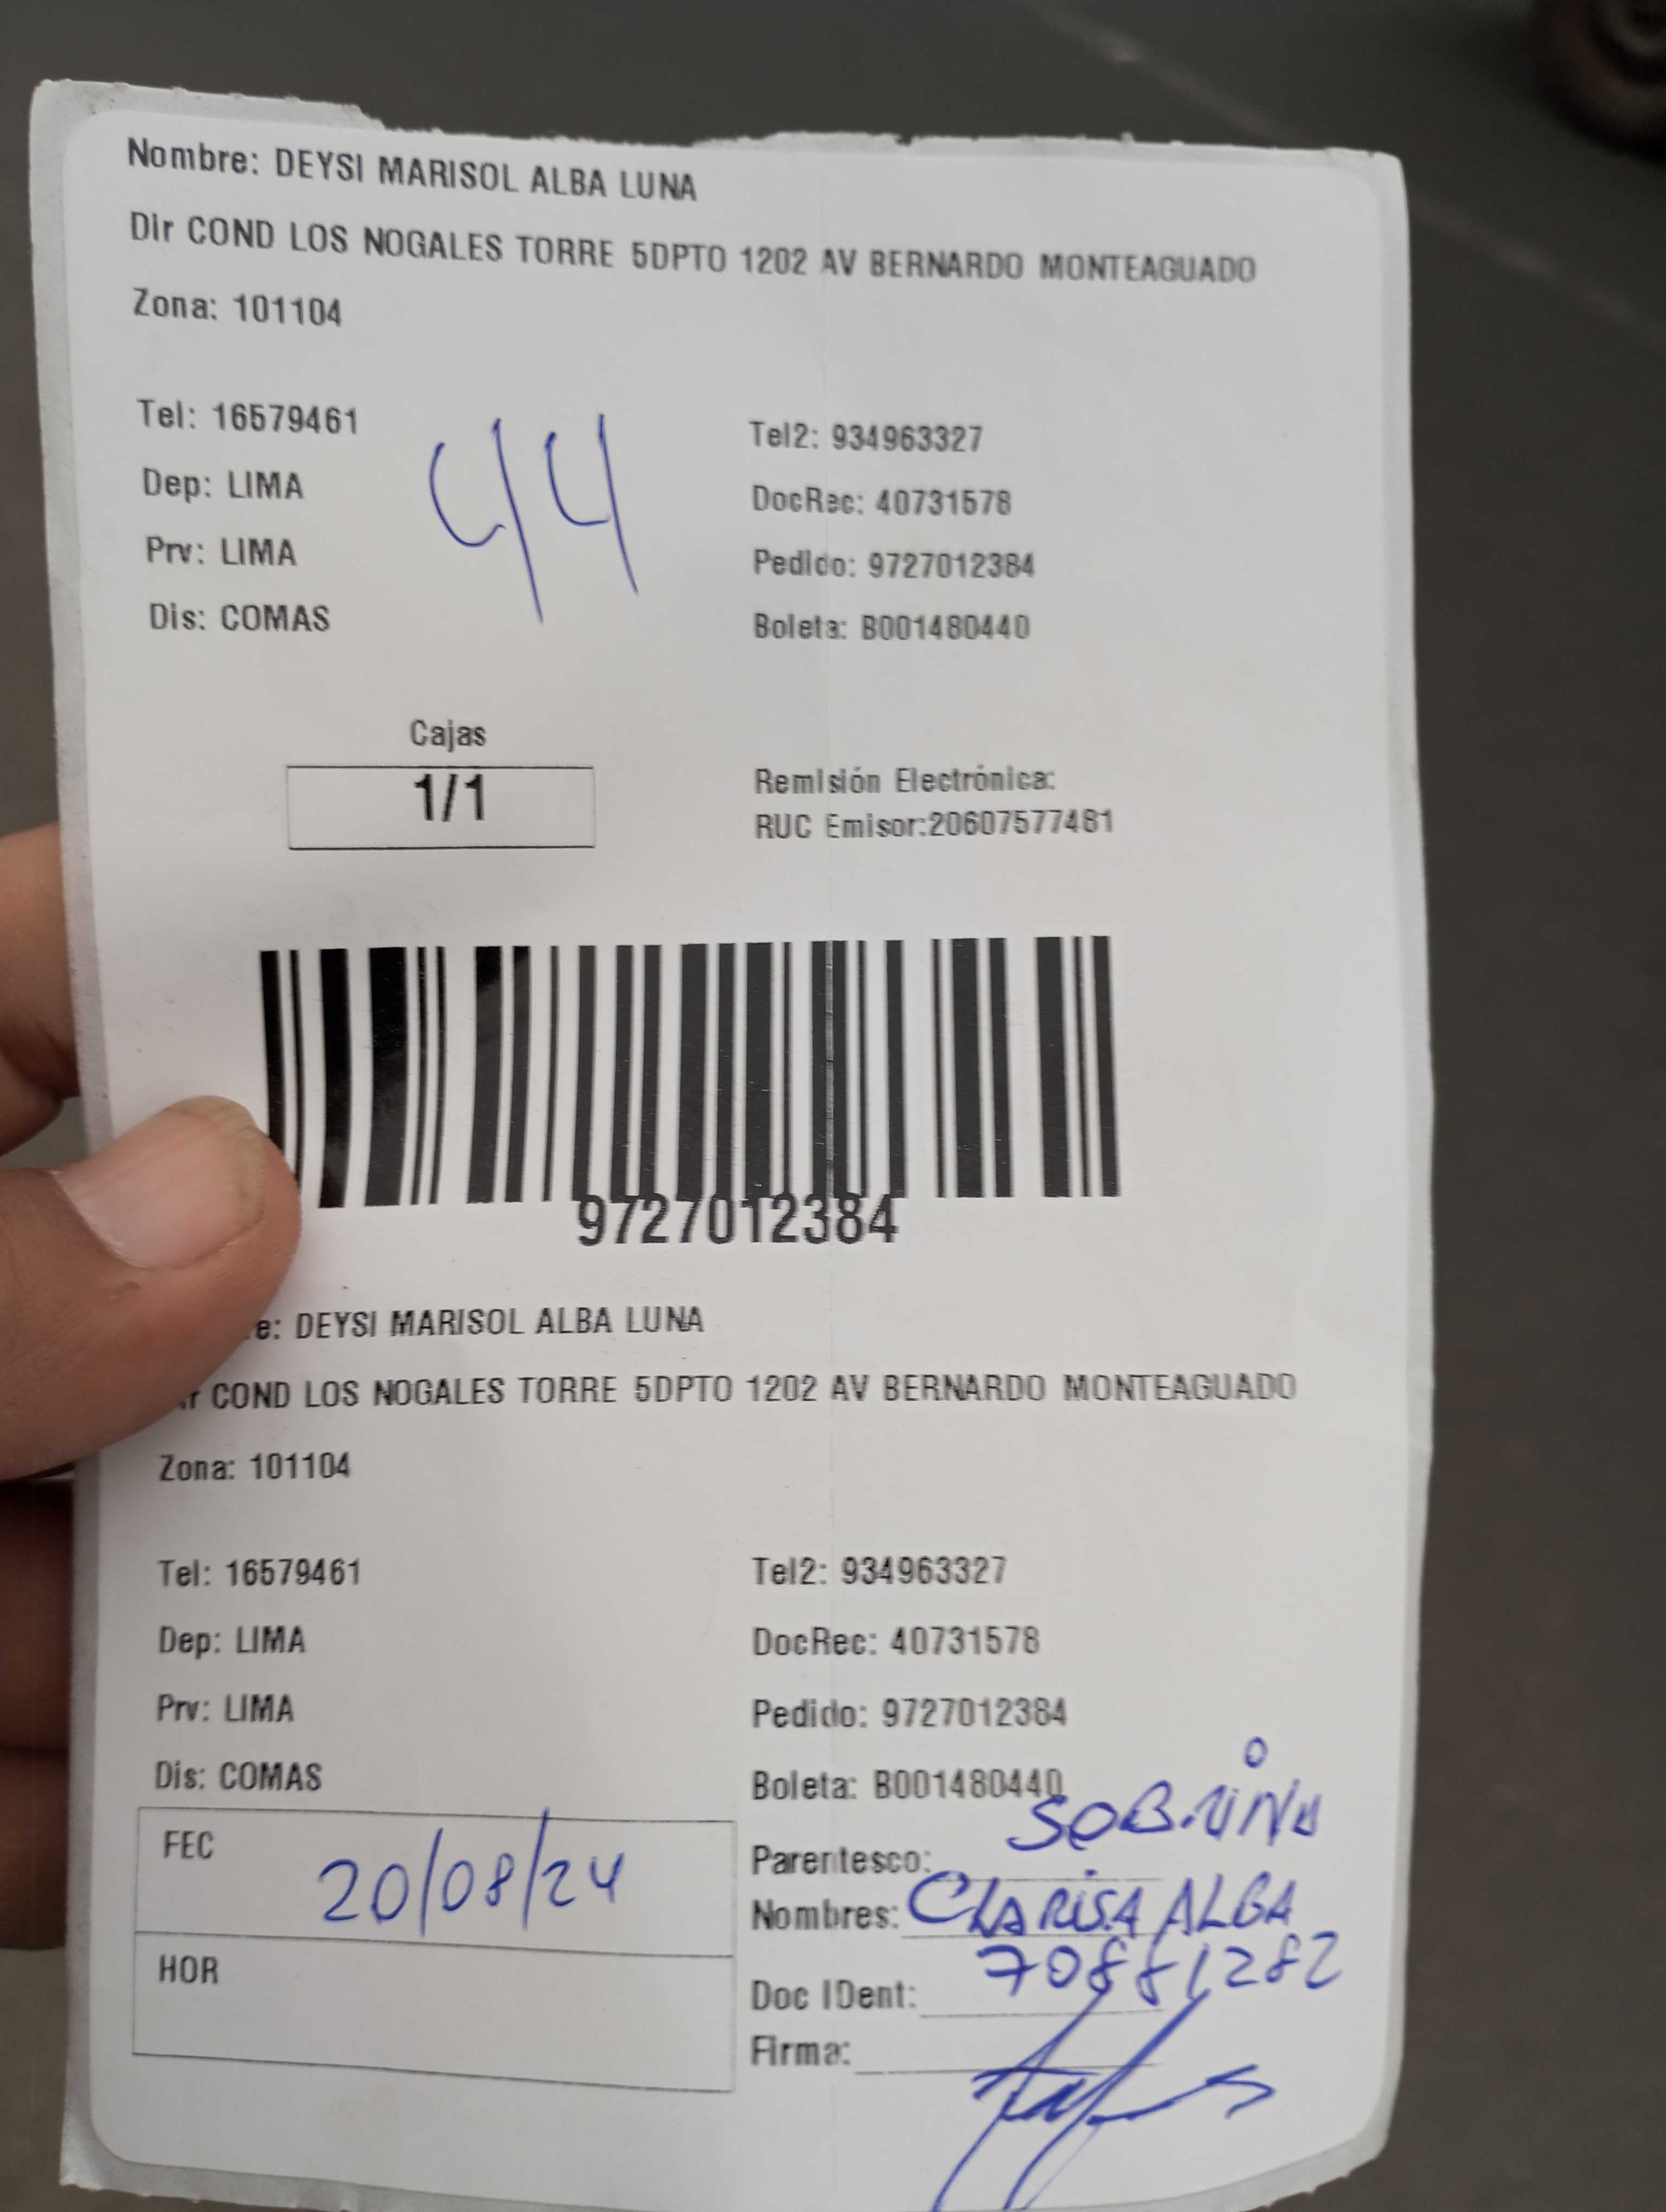 Nombre: DEYSI MARISOL ALBA LUNA
Dir COND LOS NOGALES TORRE 5DPTO 1202 AV BERNARDO MONTEAGUADO
Zona: 101104
Tel: 16579461
Tel2: 934963327
44
Dep: LIMA
DocRec: 40731578
Prv: LIMA
Pedido: 9727012384
Dis: COMAS
Boleta: B001480440
Cajas
1/1
Remisión Electrónica:
RUC Emisor:20607577481
9727012384
e: DEYSI MARISOL ALBA LUNA
r COND LOS NOGALES TORRE 5DPTO 1202 AV BERNARDO MONTEAGUADO
Zona: 101104
Tel: 16579461
Tel2: 934963327
Dep: LIMA
DocRec: 40731578
Prv: LIMA
Pedido: 9727012384
Dis: COMAS
Boleta: B001480440
FEC 20/08/24
HOR
Parentesco:
Nombres: CLARISA ALBA
Doc IDent: 70881282
Firma: